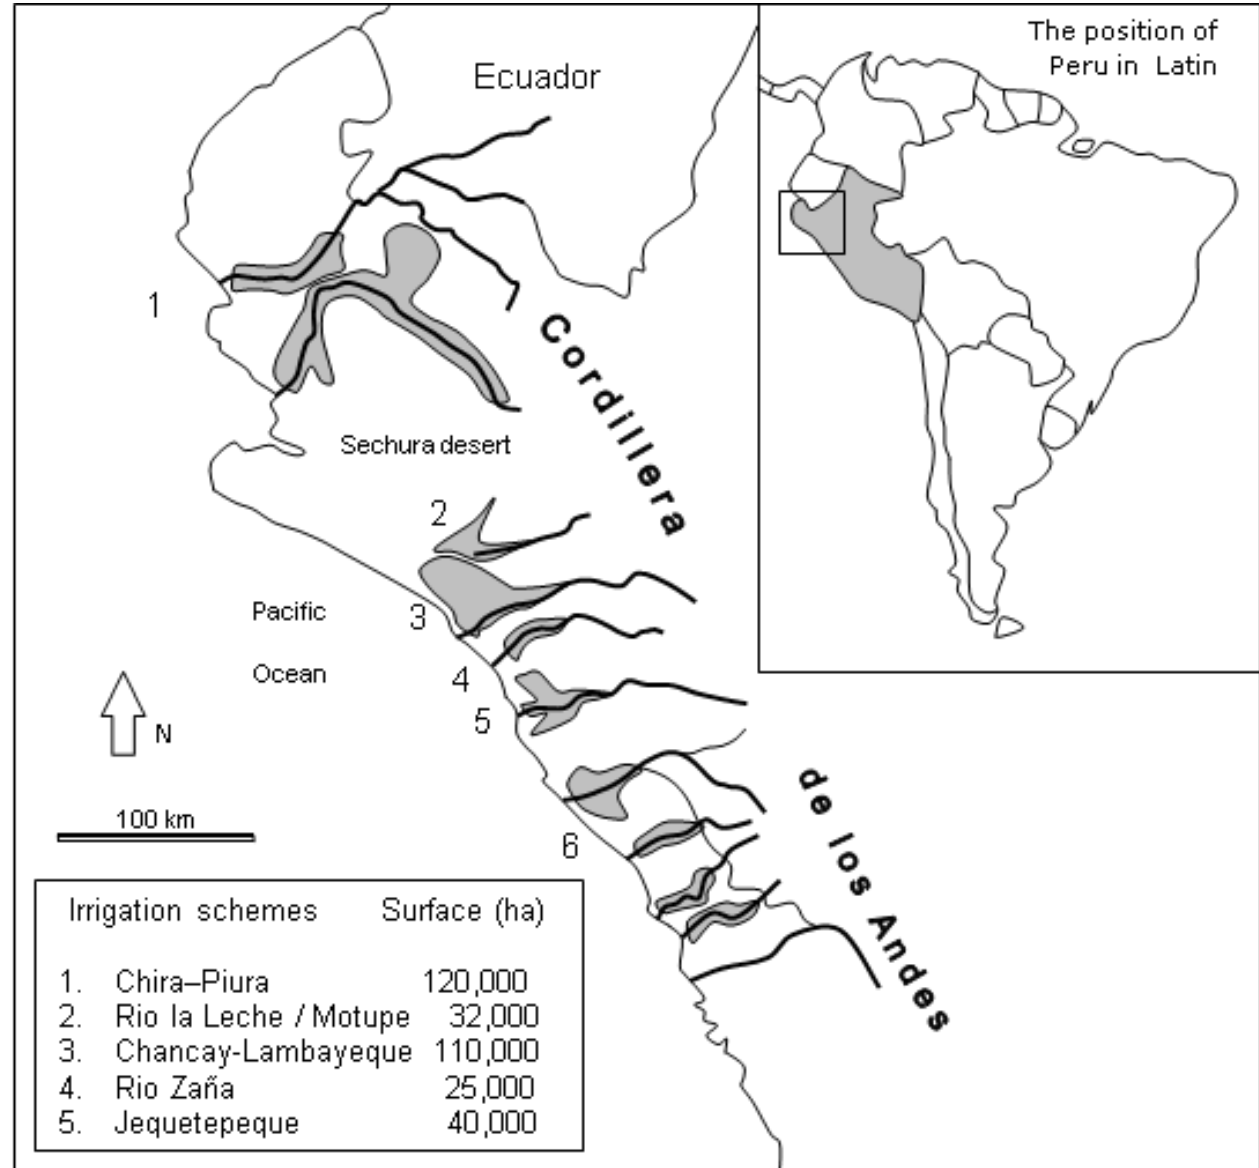 The position of
Peru in Latin
Ecuador
1
Cordillera
Sechura desert
2
Pacific
3
Ocean
4
5
N
de los Andes
100 km
6
Irrigation schemes Surface (ha)
1. Chira–Piura 120,000
2. Rio la Leche / Motupe 32,000
3. Chancay-Lambayeque 110,000
4. Rio Zaña 25,000
5. Jequetepeque 40,000